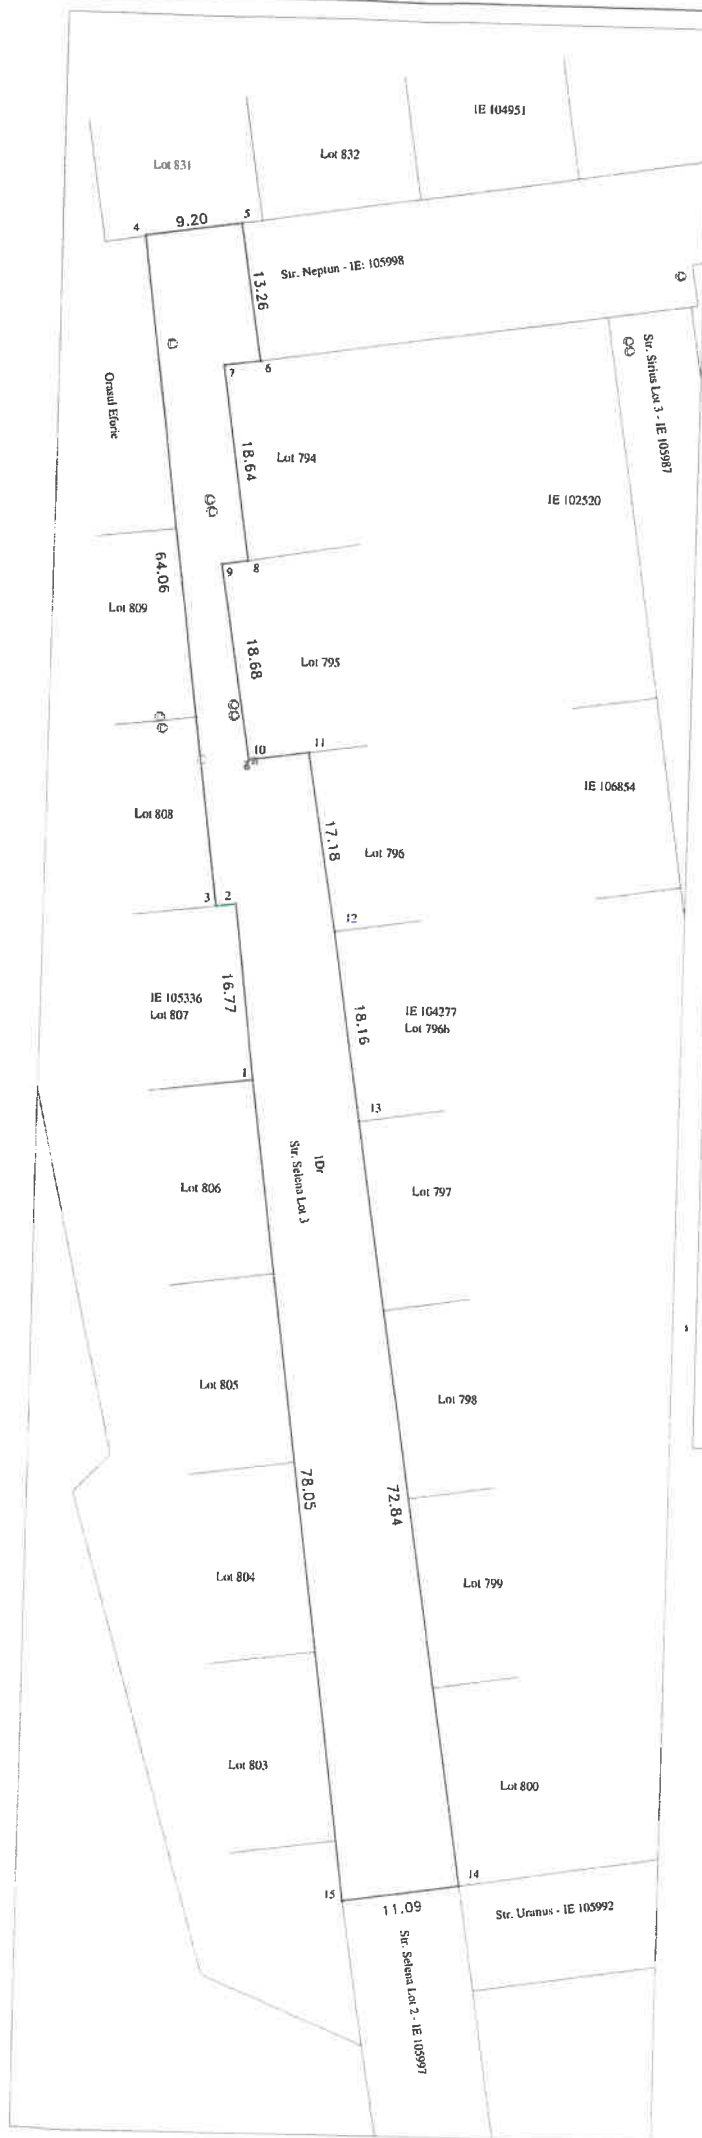 IE 104951
Lot 832
Lot 831
9.20
5
4
Str. Neptun - IE: 105998
13.26
6
7
Str. Sirius Lot 3 - IE 105987
Orasul Eforie
18.64
Lot 794
IE 102520
8
9
64.06
Lot 809
18.68
Lot 795
10
11
IE 106854
Lot 808
17.18
Lot 796
3
2
12
16.77
IE 105336
Lot 807
18.16
IE 104277
Lot 796b
1
13
1Dr
Str. Selena Lot 3
Lot 806
Lot 797
Lot 805
Lot 798
78.05
72.84
Lot 804
Lot 799
Lot 803
Lot 800
14
15
11.09
Str. Uranus - IE 105992
Str. Selena Lot 2 - IE 105997